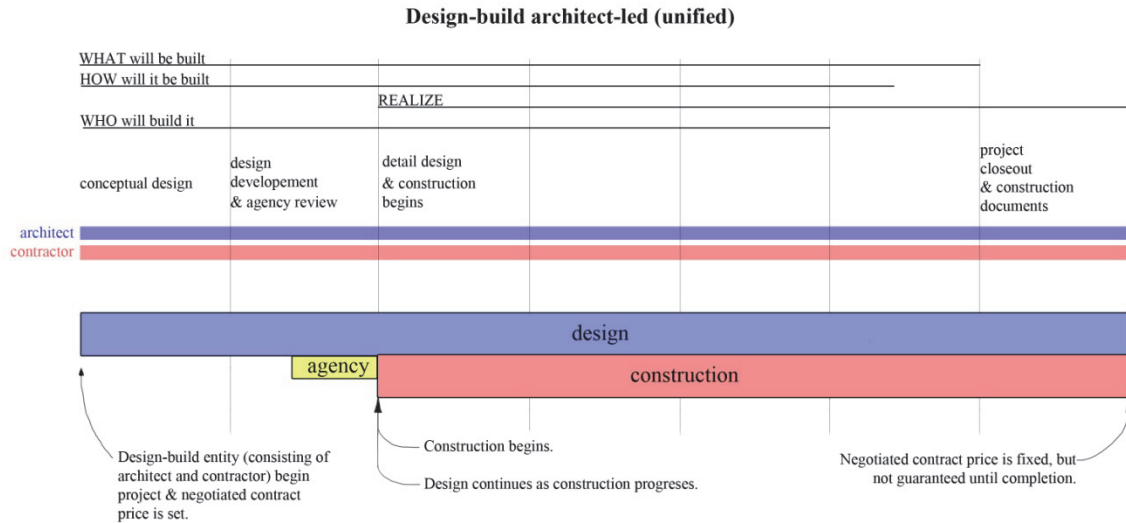 Design-build architect-led (unified)
WHAT will be built
HOW will it be built
REALIZE
WHO will build it
conceptual design
design
developement
& agency review
detail design
& construction
begins
project
closeout
& construction
documents
architect
contractor
design
agency
construction
Design-build entity (consisting of
architect and contractor) begin
project & negotiated contract
price is set.
Construction begins.
Design continues as construction progreses.
Negotiated contract price is fixed, but
not guaranteed until completion.